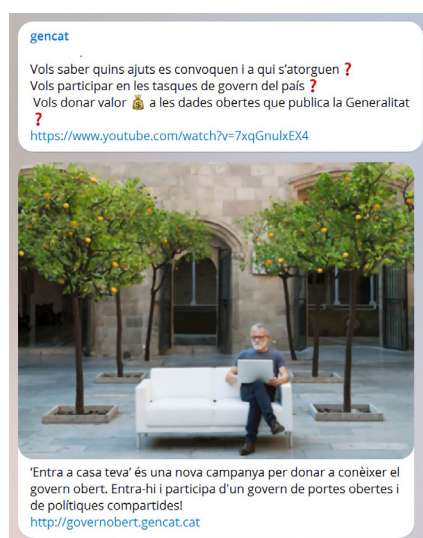 gencat
Vols saber quins ajuts es convoquen i a qui s'atorguen ❓
Vols participar en les tasques de govern del país ❓
Vols donar valor 💰 a les dades obertes que publica la Generalitat
❓
https://www.youtube.com/watch?v=7xqGnulxEX4
'Entra a casa teva' és una nova campanya per donar a conèixer el
govern obert. Entra-hi i participa d'un govern de portes obertes i
de polítiques compartides!
http://governobert.gencat.cat